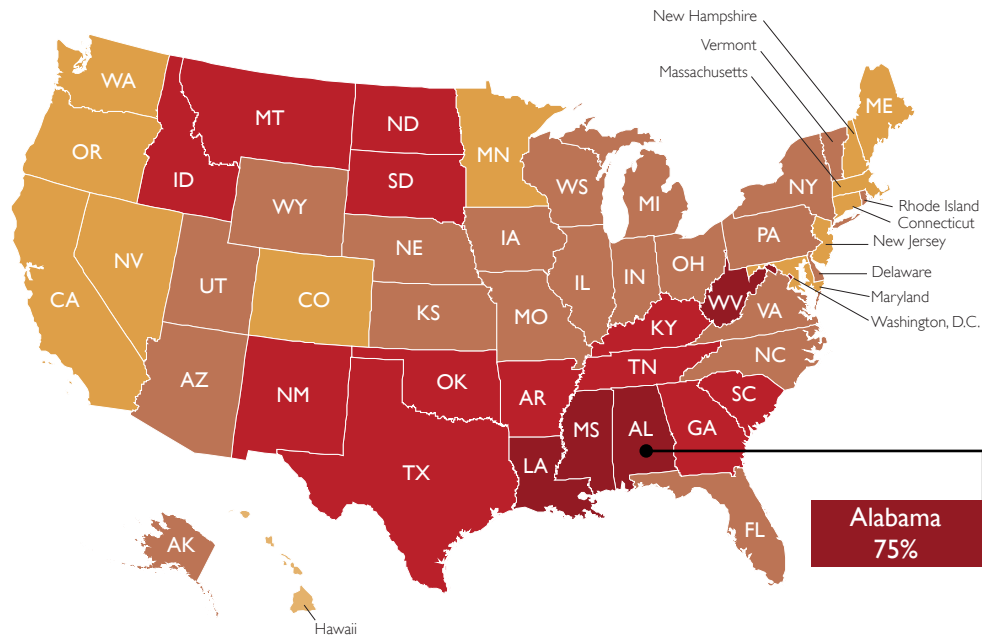 New Hampshire
Vermont
Massachusetts
WA
MT
ND
MN
ME
OR
ID
SD
WS
MI
NY
WY
Rhode Island
Connecticut
New Jersey
NV
NE
IA
PA
CA
UT
CO
IL
IN
OH
Delaware
Maryland
Washington, D.C.
KS
MO
WV
VA
KY
NC
AZ
NM
OK
AR
TN
SC
MS
AL
GA
LA
TX
FL
Alabama
75%
AK
Hawaii